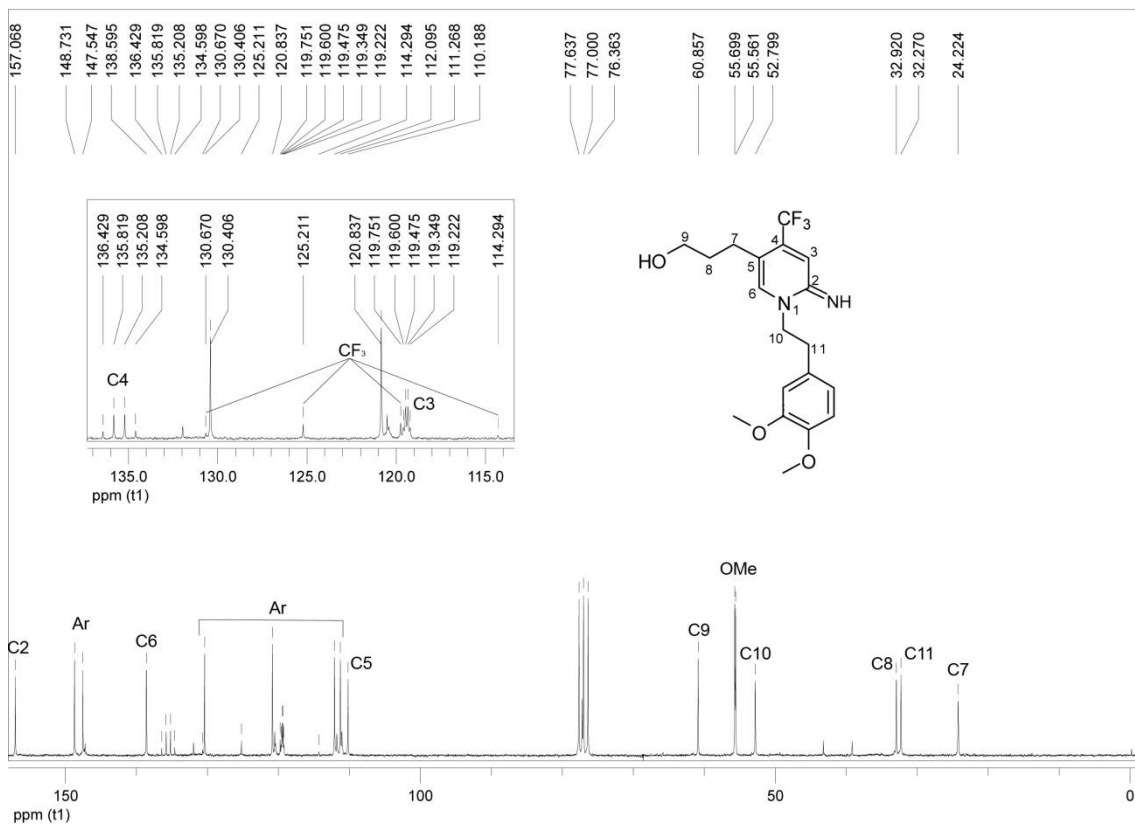 157.068 148.731 147.547 138.595 136.429 135.819 135.208 134.598 130.670 130.406 125.211 120.837 119.751 119.600 119.475 119.349 119.222 114.294 112.095 111.268 110.188 77.637 77.000 76.363 60.857 55.699 55.561 52.799 32.920 32.270 24.224
136.429 135.819 135.208 134.598 130.670 130.406 125.211 120.837 119.751 119.600 119.475 119.349 119.222 114.294
CF₃
C4
C3
135.0 130.0 125.0 120.0 115.0
ppm (t1)
CF₃
9 7 4 3
HO 8 5 2
6 N NH
1
10
11
O
O
OMe
Ar
C2 Ar C6 C5 C9 C10 C8 C11 C7
150 100 50 0
ppm (t1)